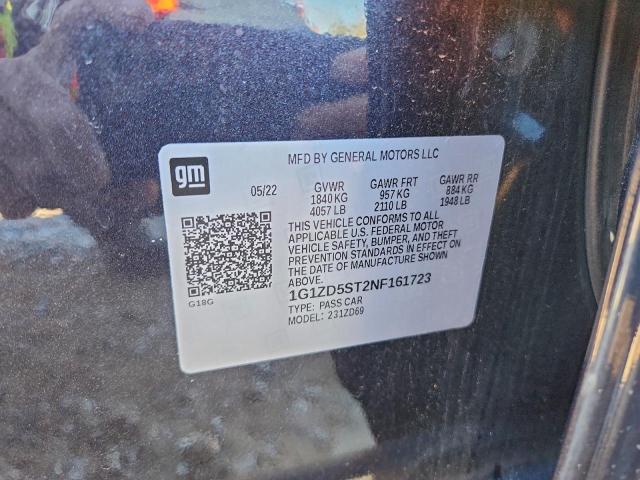 MFD BY GENERAL MOTORS LLC
gm
05/22 GVWR GAWR FRT GAWR RR
1840 KG 957 KG 884 KG
4057 LB 2110 LB 1948 LB
THIS VEHICLE CONFORMS TO ALL
APPLICABLE U.S. FEDERAL MOTOR
VEHICLE SAFETY, BUMPER, AND THEFT
PREVENTION STANDARDS IN EFFECT ON
THE DATE OF MANUFACTURE SHOWN
ABOVE.
G18G
1G1ZD5ST2NF161723
TYPE: PASS CAR
MODEL: 231ZD69